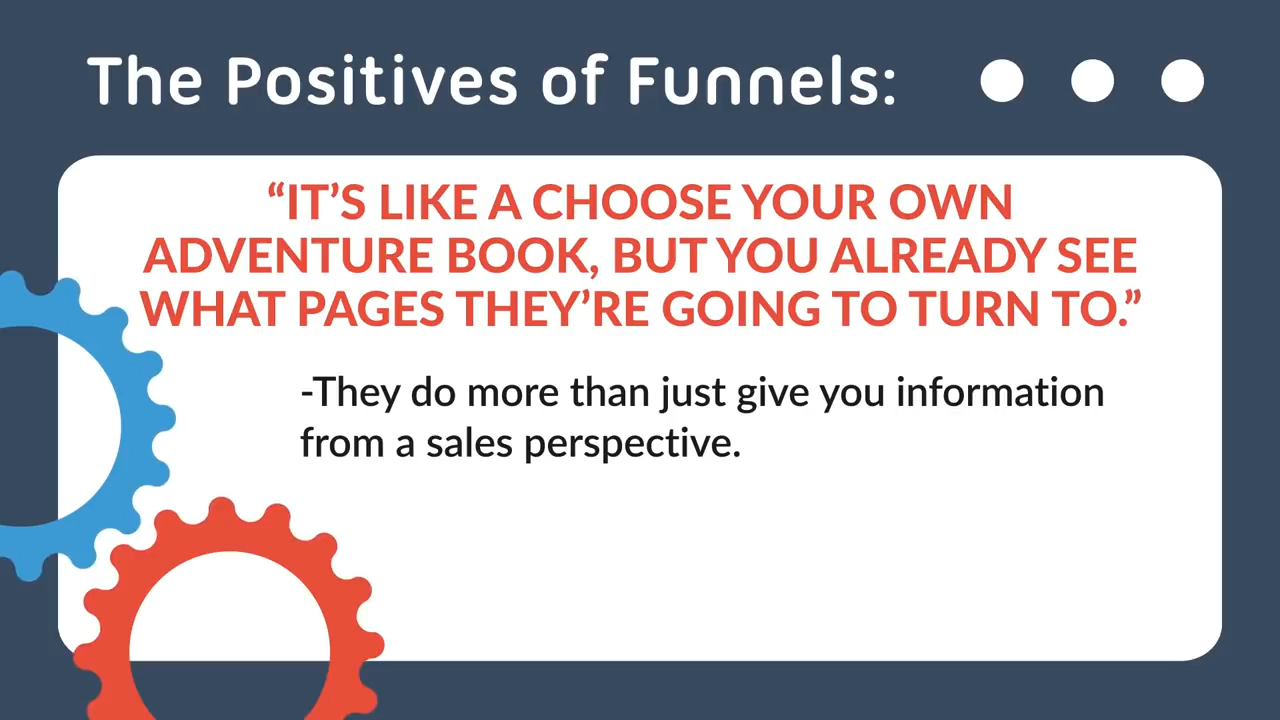 The Positives of Funnels:
“IT’S LIKE A CHOOSE YOUR OWN
ADVENTURE BOOK, BUT YOU ALREADY SEE
WHAT PAGES THEY’RE GOING TO TURN TO.”
-They do more than just give you information
from a sales perspective.